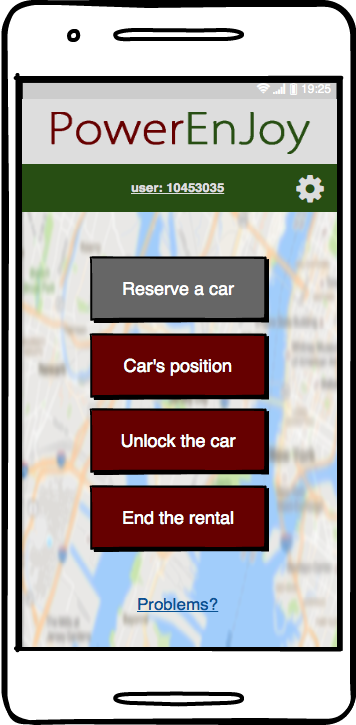 19:25
PowerEnJoy
user: 10453035
Reserve a car
Car's position
Unlock the car
End the rental
Problems?